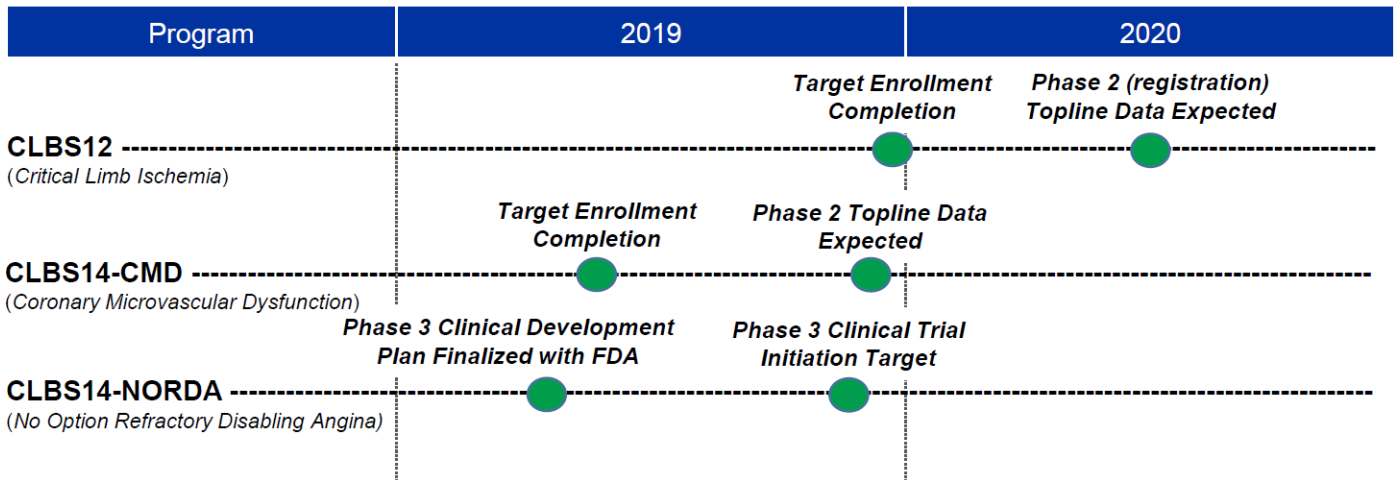 Program
2019
2020
Target Enrollment
Completion
Phase 2 (registration)
Topline Data Expected
CLBS12
(Critical Limb Ischemia)
Target Enrollment
Completion
Phase 2 Topline Data
Expected
CLBS14-CMD
(Coronary Microvascular Dysfunction)
Phase 3 Clinical Development
Plan Finalized with FDA
Phase 3 Clinical Trial
Initiation Target
CLBS14-NORDA
(No Option Refractory Disabling Angina)